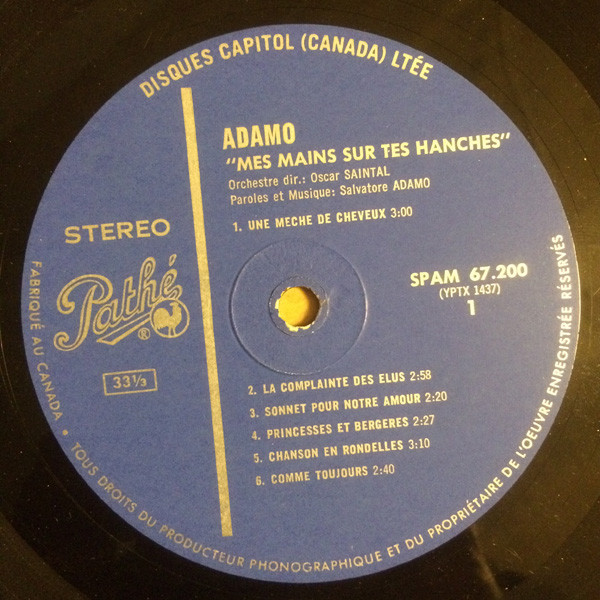 DISQUES CAPITOL (CANADA) LTÉE
ADAMO
"MES MAINS SUR TES HANCHES"
Orchestre dir.: Oscar SAINTAL
Paroles et Musique: Salvatore ADAMO
1. UNE MECHE DE CHEVEUX 3:00
STEREO
Pathé
®
33⅓
SPAM 67.200
(YPTX 1437)
1
2. LA COMPLAINTE DES ELUS 2:58
3. SONNET POUR NOTRE AMOUR 2:20
4. PRINCESSES ET BERGERES 2:27
5. CHANSON EN RONDELLES 3:10
6. COMME TOUJOURS 2:40
FABRIQUÉ AU CANADA • TOUS DROITS DU PRODUCTEUR PHONOGRAPHIQUE ET DU PROPRIÉTAIRE DE L'OEUVRE ENREGISTRÉE RÉSERVÉS